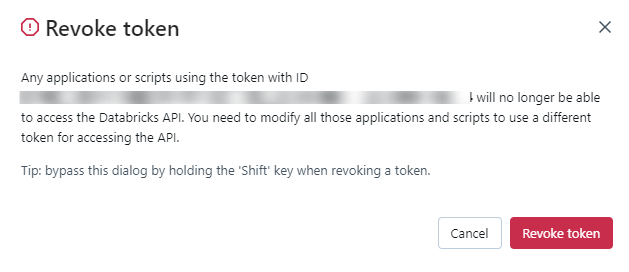 Revoke token
Any applications or scripts using the token with ID
will no longer be able
to access the Databricks API. You need to modify all those applications and scripts to use a different
token for accessing the API.
Tip: bypass this dialog by holding the 'Shift' key when revoking a token.
Cancel Revoke token